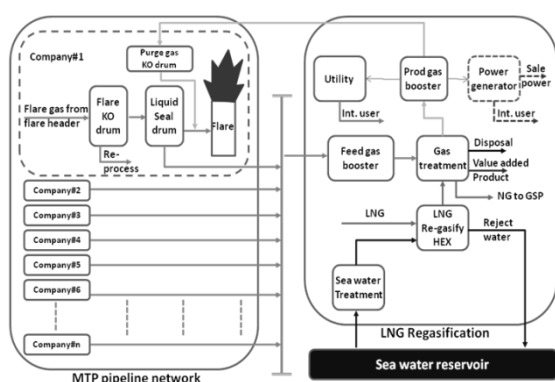 Company#1
Purge gas
KO drum
Flare gas from
flare header
Flare
KO
drum
Liquid
Seal
drum
Flare
Re-
process
Company#2
Company#3
Company#4
Company#5
Company#6
Company#n
MTP pipeline network
Utility
Prod gas
booster
Power
generator
Sale
power
Int. user
Int. user
Feed gas
booster
Gas
treatment
Disposal
Value added
Product
NG to GSP
LNG
LNG
Re-gasify
HEX
Reject
water
Sea water
Treatment
LNG Regasification
Sea water reservoir